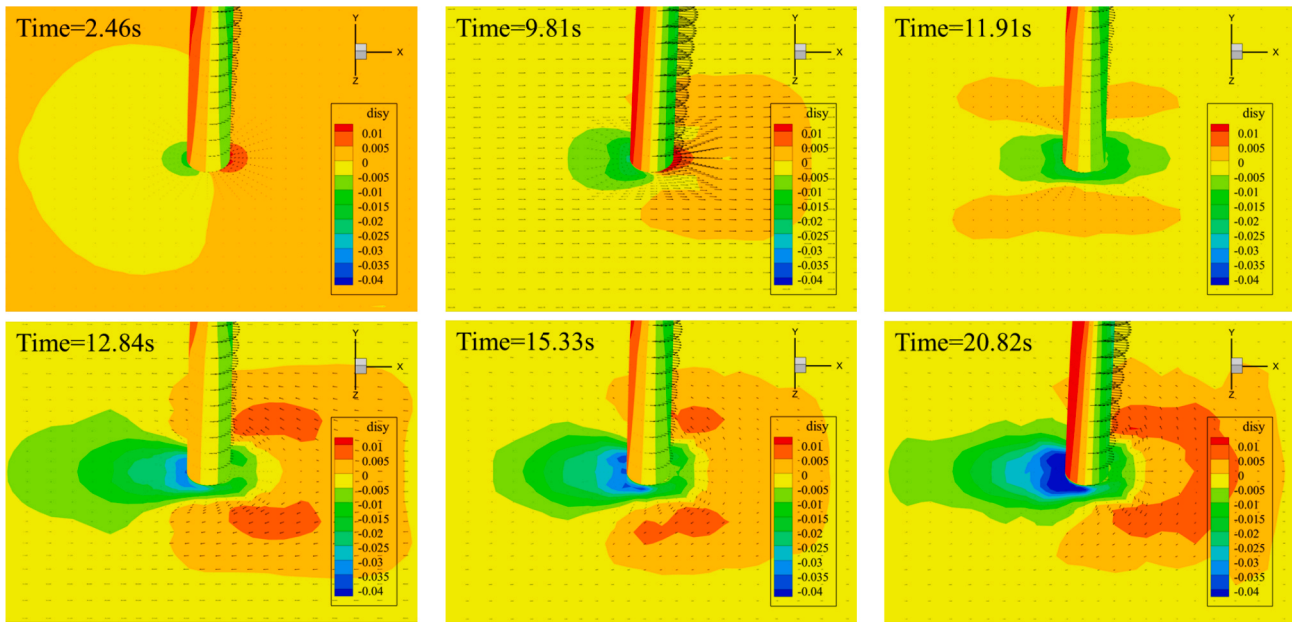 Time=2.46s
Y
X
Z
disy
0.01
0.005
0
-0.005
-0.01
-0.015
-0.02
-0.025
-0.03
-0.035
-0.04
Time=9.81s
Y
X
Z
disy
0.01
0.005
0
-0.005
-0.01
-0.015
-0.02
-0.025
-0.03
-0.035
-0.04
Time=11.91s
Y
X
Z
disy
0.01
0.005
0
-0.005
-0.01
-0.015
-0.02
-0.025
-0.03
-0.035
-0.04
Time=12.84s
Y
X
Z
disy
0.01
0.005
0
-0.005
-0.01
-0.015
-0.02
-0.025
-0.03
-0.035
-0.04
Time=15.33s
Y
X
Z
disy
0.01
0.005
0
-0.005
-0.01
-0.015
-0.02
-0.025
-0.03
-0.035
-0.04
Time=20.82s
Y
X
Z
disy
0.01
0.005
0
-0.005
-0.01
-0.015
-0.02
-0.025
-0.03
-0.035
-0.04